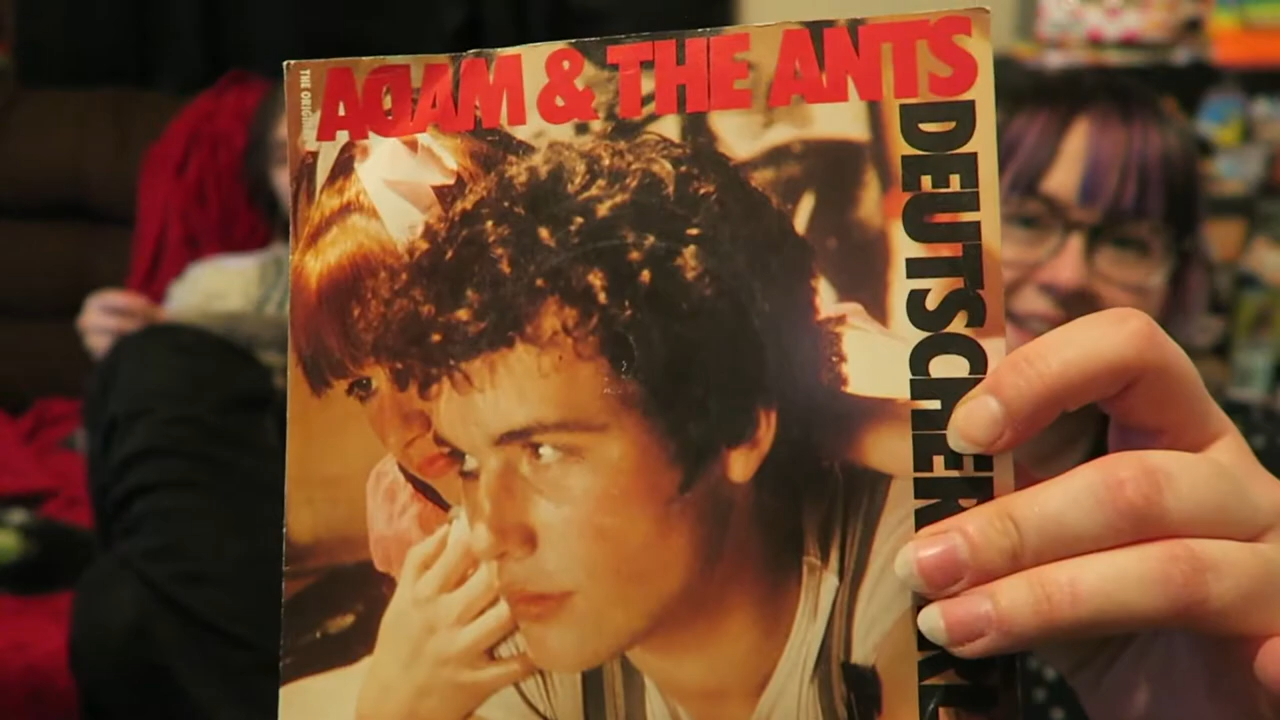 THE ORIGINAL
ADAM & THE ANTS
DEUTSCHER